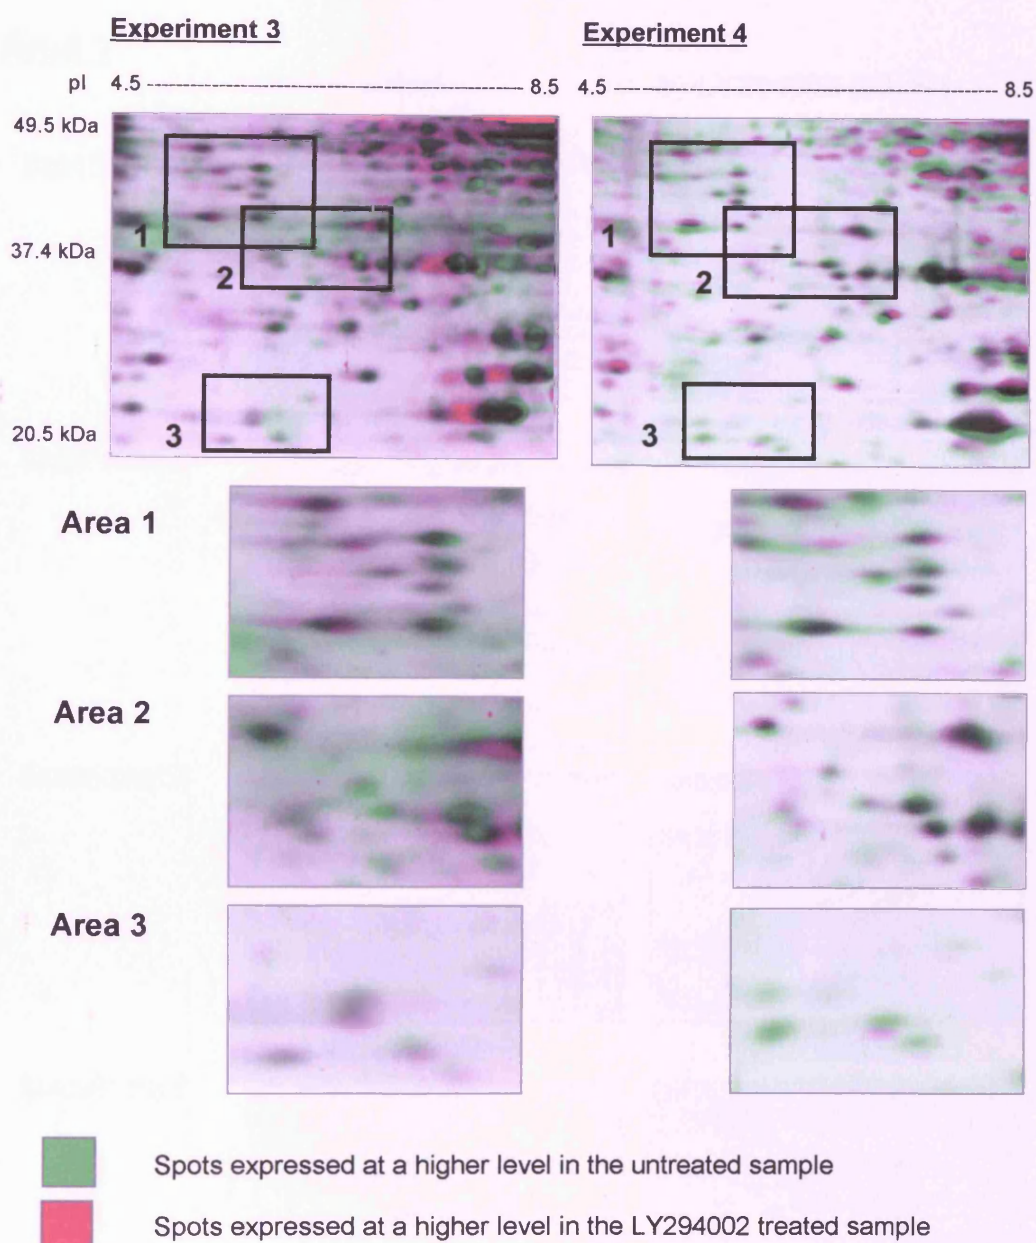 Experiment 3 Experiment 4
pI 4.5 ---------------- 8.5 4.5 ---------------- 8.5
49.5 kDa
1 1
37.4 kDa
2 2
20.5 kDa
3 3
Area 1
Area 2
Area 3
Spots expressed at a higher level in the untreated sample
Spots expressed at a higher level in the LY294002 treated sample